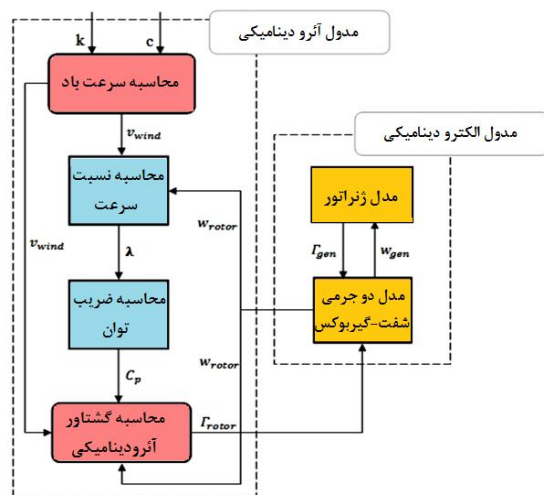 مدول آئرو دینامیکی
k
c
محاسبه سرعت باد
v_wind
مدول الکترو دینامیکی
محاسبه نسبت
سرعت
مدل ژنراتور
w_rotor
v_wind
λ
Γ_gen
w_gen
محاسبه ضریب
توان
مدل دو جرمی
شفت-گیربوکس
w_rotor
C_p
محاسبه گشتاور
آئرودینامیکی
Γ_rotor